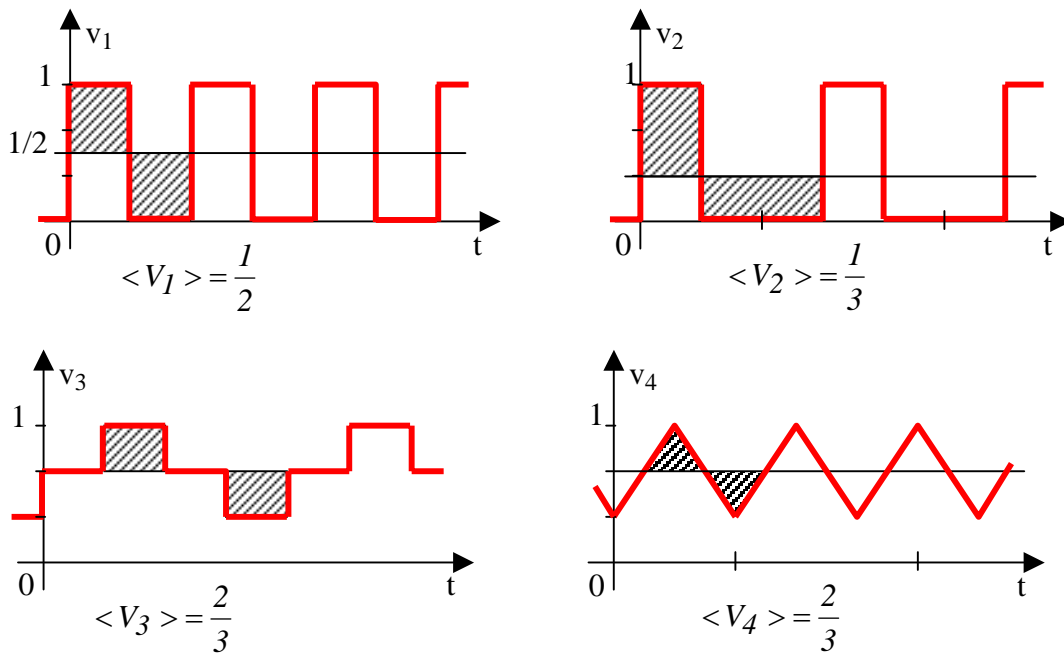 v1
1
1/2
0
t
<V1> = 1/2
v2
1
0
t
<V2> = 1/3
v3
1
0
t
<V3> = 2/3
v4
1
0
t
<V4> = 2/3